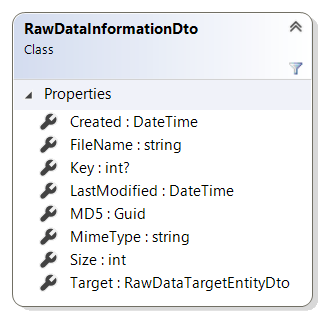 RawDataInformationDto
Class
Properties
Created : DateTime
FileName : string
Key : int?
LastModified : DateTime
MD5 : Guid
MimeType : string
Size : int
Target : RawDataTargetEntityDto